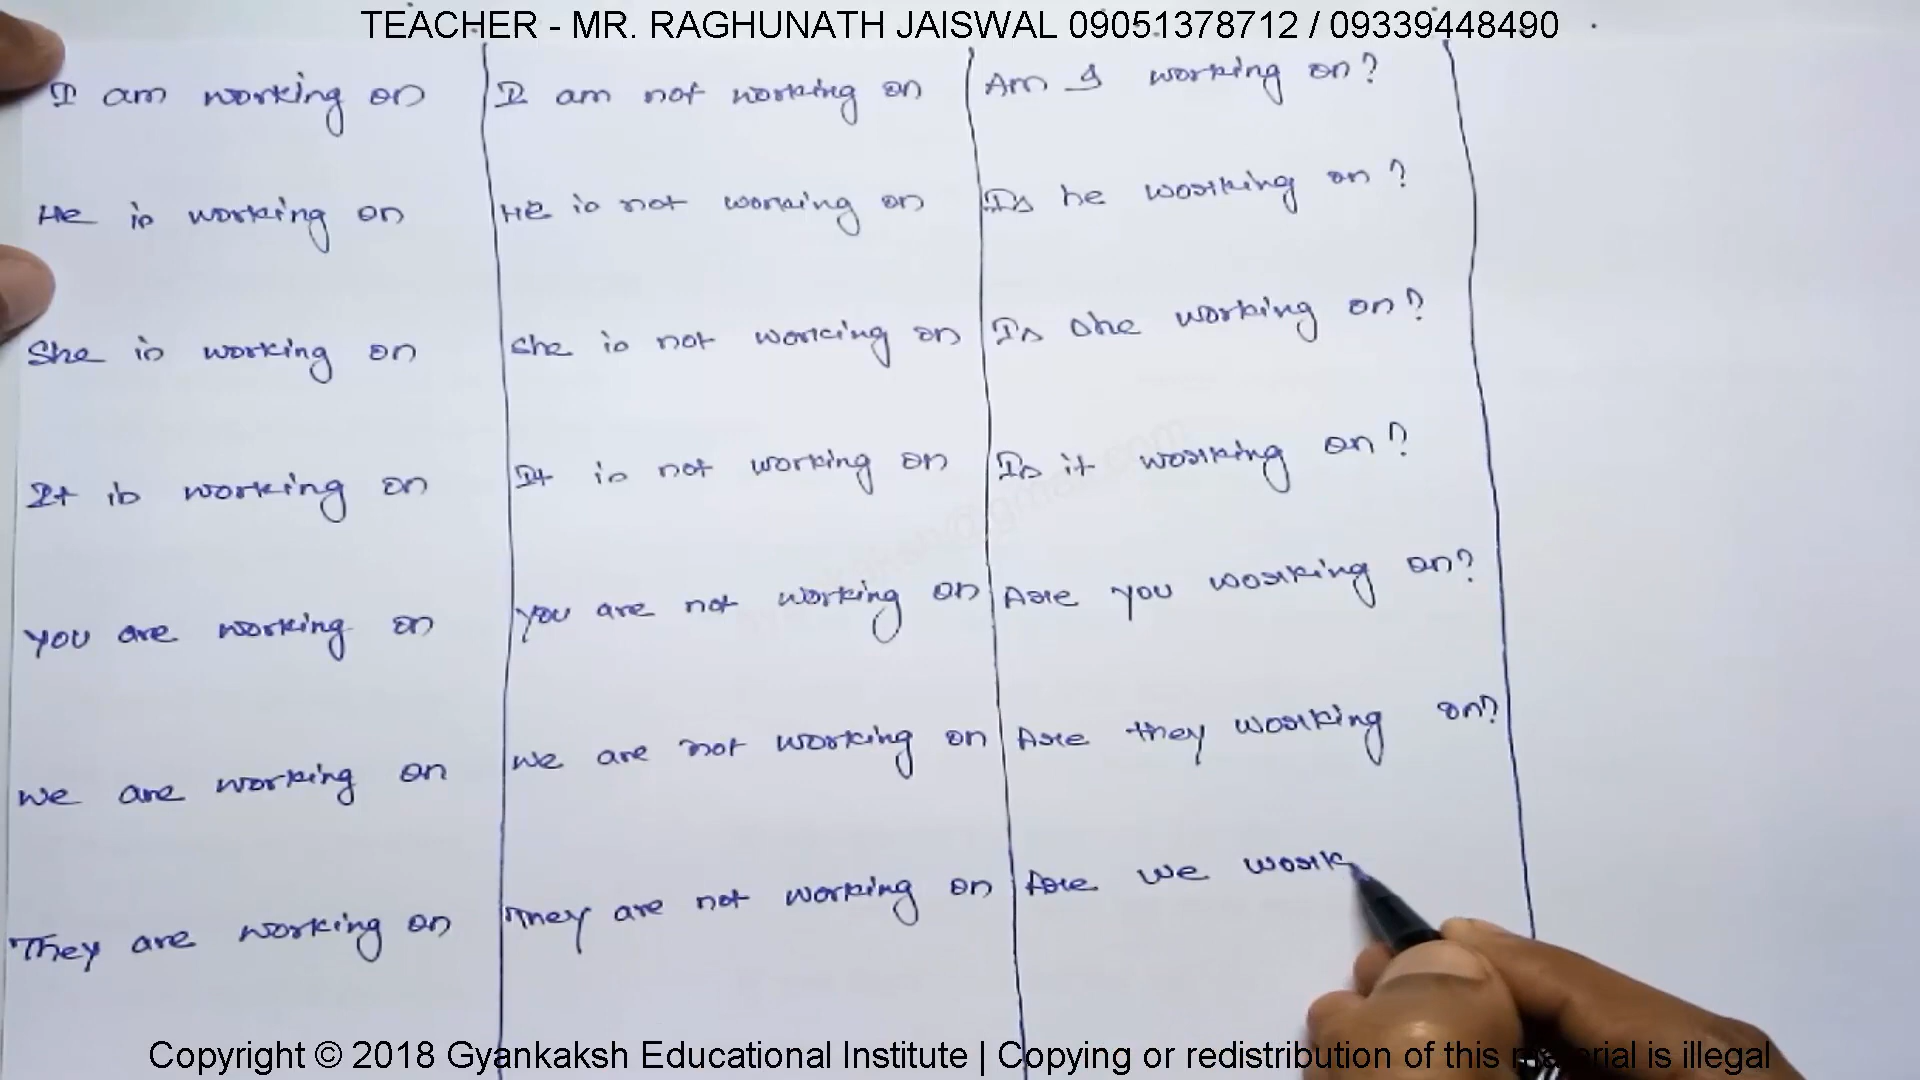 TEACHER - MR. RAGHUNATH JAISWAL 09051378712 / 09339448490
I am working on
I am not working on
Am I working on?
He is working on
He is not working on
Is he working on?
She is working on
She is not working on
Is she working on?
It is working on
It is not working on
Is it working on?
You are working on
You are not working on
Are you working on?
We are working on
We are not working on
Are they working on?
They are working on
They are not working on
Are we work
Copyright © 2018 Gyankaksh Educational Institute | Copying or redistribution of this material is illegal